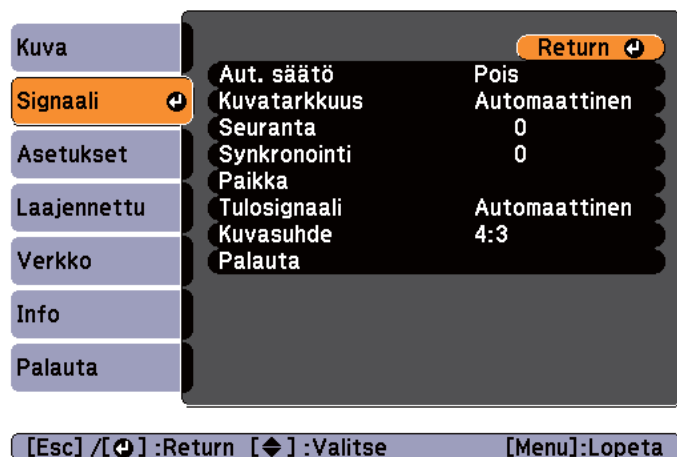 Kuva
Signaali
Asetukset
Laajennettu
Verkko
Info
Palauta
Return
Aut. säätö Pois
Kuvatarkkuus Automaattinen
Seuranta 0
Synkronointi 0
Paikka
Tulosignaali Automaattinen
Kuvasuhde 4:3
Palauta
[Esc] /[⏎] :Return [◆] :Valitse [Menu]:Lopeta